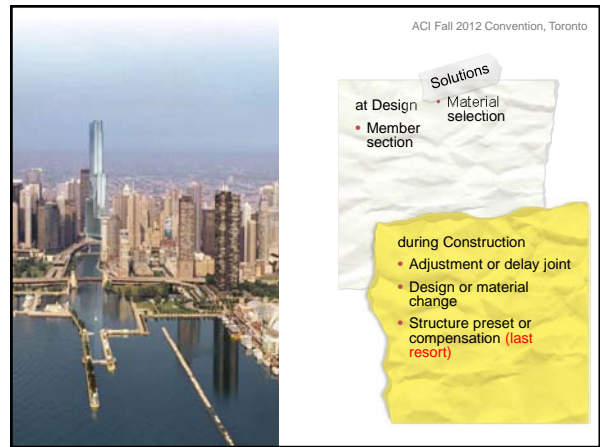 ACI Fall 2012 Convention, Toronto
Solutions
at Design
• Member
section
• Material
selection
during Construction
• Adjustment or delay joint
• Design or material
change
• Structure preset or
compensation (last
resort)